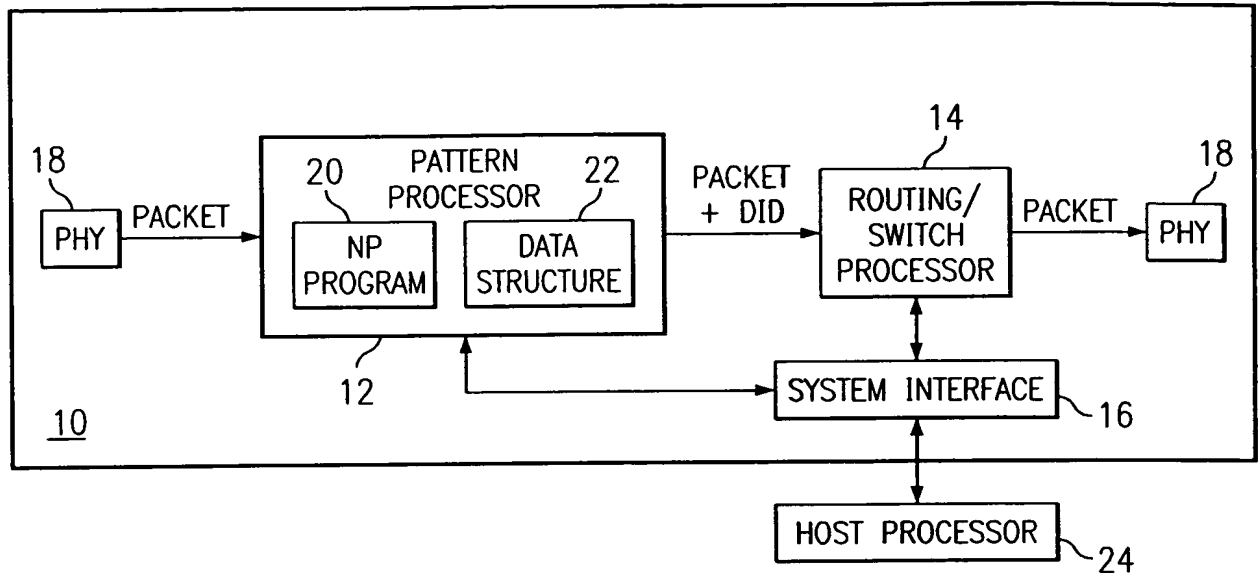 14
18
20
PATTERN
PROCESSOR
22
PACKET
+ DID
18
PHY
PACKET
NP
PROGRAM
DATA
STRUCTURE
ROUTING/
SWITCH
PROCESSOR
PACKET
PHY
12
SYSTEM INTERFACE
16
10
HOST PROCESSOR
24